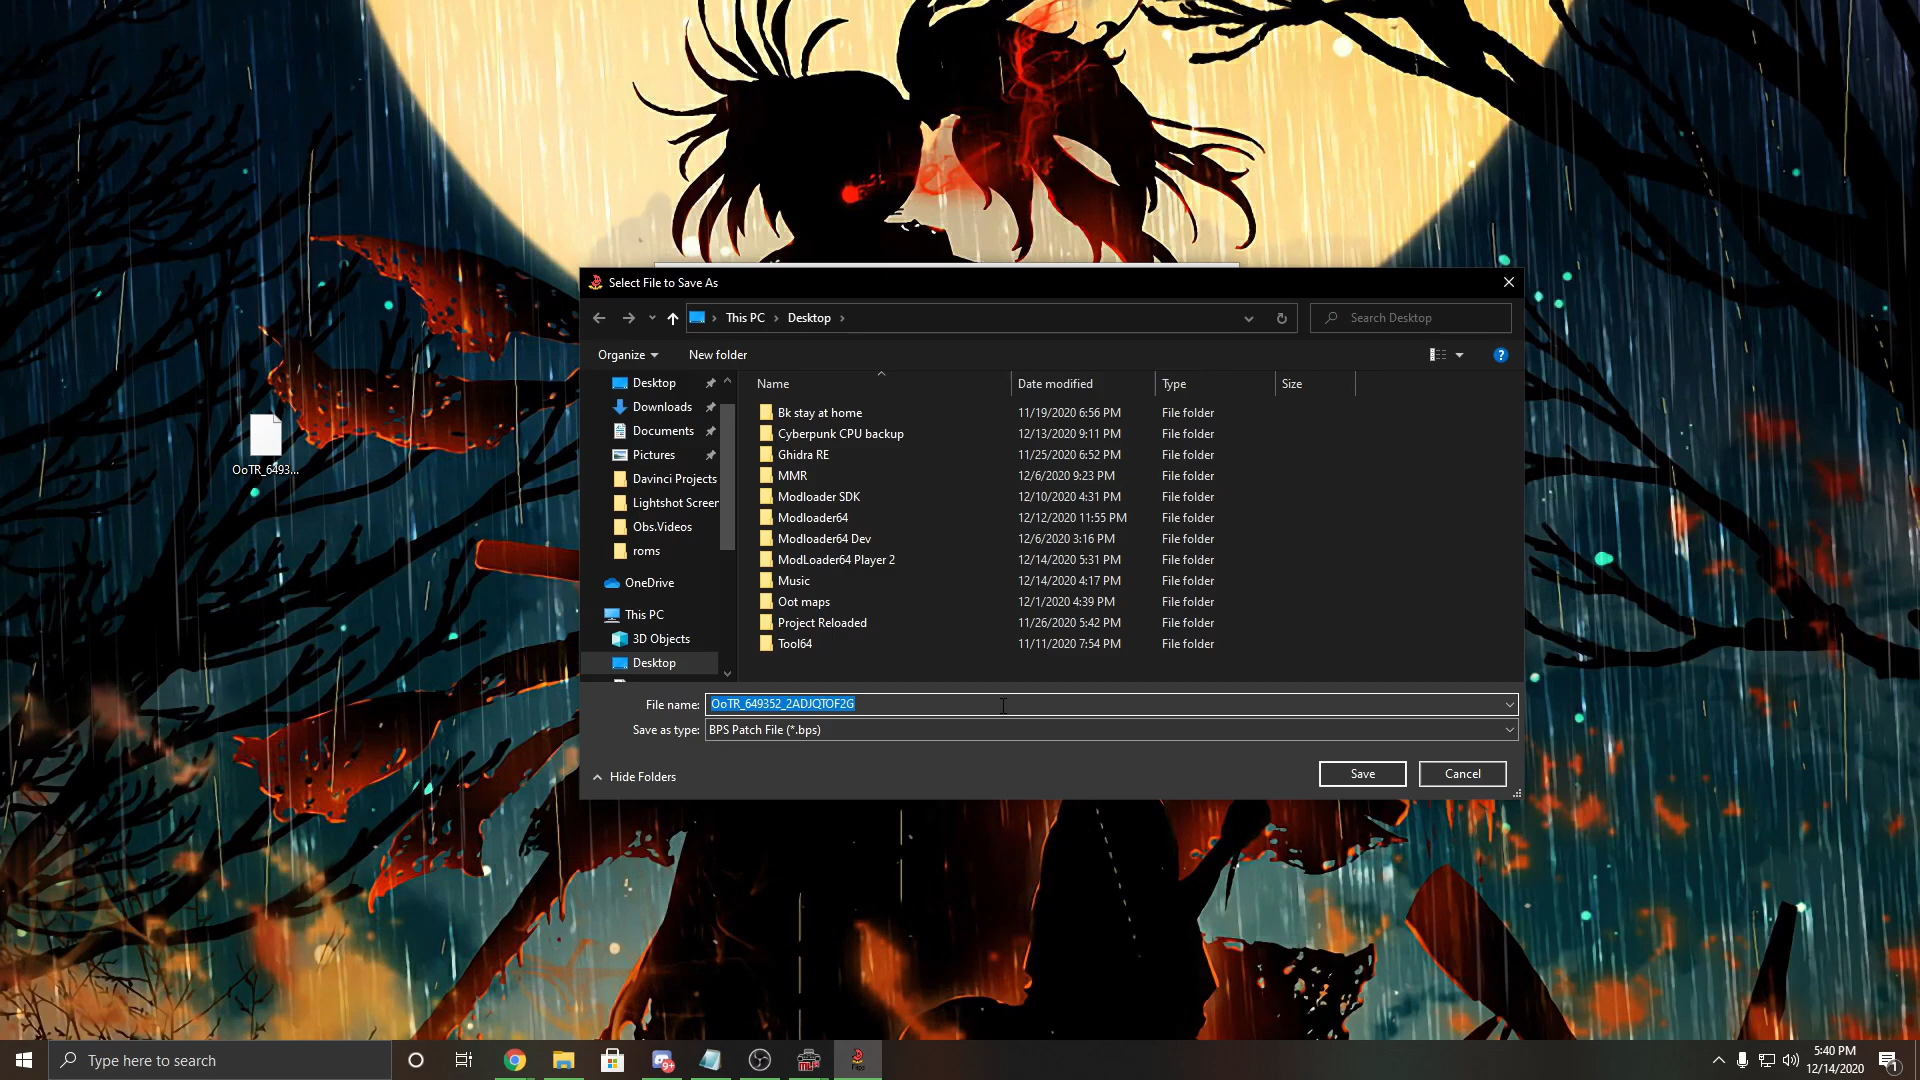 Select File to Save As
This PC
Desktop
Search Desktop
Organize
New folder
Desktop
Downloads
Documents
Pictures
Davinci Projects
Lightshot Screen
Obs.Videos
roms
OneDrive
This PC
3D Objects
Desktop
Name Date modified Type Size
Bk stay at home 11/19/2020 6:56 PM File folder
Cyberpunk CPU backup 12/13/2020 9:11 PM File folder
Ghidra RE 11/25/2020 6:52 PM File folder
MMR 12/6/2020 9:23 PM File folder
Modloader SDK 12/10/2020 4:31 PM File folder
Modloader64 12/12/2020 11:55 PM File folder
Modloader64 Dev 12/6/2020 3:16 PM File folder
ModLoader64 Player 2 12/14/2020 5:31 PM File folder
Music 12/14/2020 4:17 PM File folder
Oot maps 12/1/2020 4:39 PM File folder
Project Reloaded 11/26/2020 5:42 PM File folder
Tool64 11/11/2020 7:54 PM File folder
OoTR_6493...
File name: OoTR_649352_2ADJQTOF2G
Save as type: BPS Patch File (*.bps)
Hide Folders
Save
Cancel
Type here to search
9+
Flips
5:40 PM
12/14/2020
1